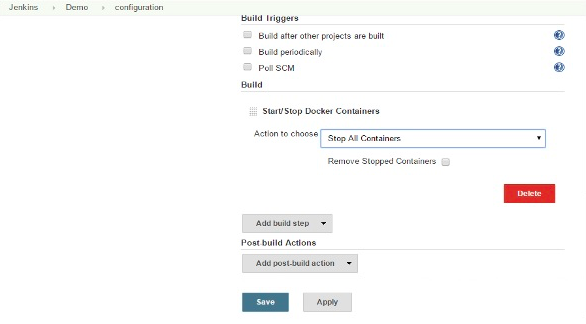 Jenkins Demo configuration
Build Triggers
Build after other projects are built
Build periodically
Poll SCM
Build
Start/Stop Docker Containers
Action to choose Stop All Containers
Remove Stopped Containers
Delete
Add build step
Post-build Actions
Add post-build action
Save Apply